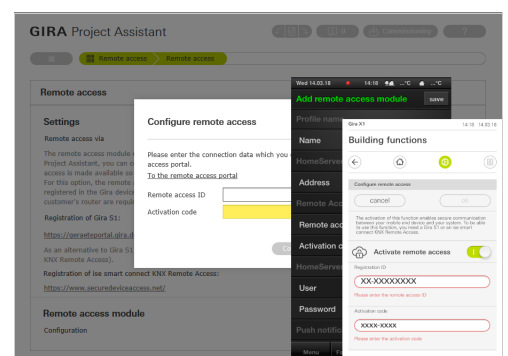 GIRA Project Assistant
Commissioning
?
Remote access
Remote access
Remote access
Settings
Remote access via
The remote access module
Project Assistant, you can c
access is made available se
For this option, the remote
registered in the Gira device
customer's router are requir
Registration of Gira S1:
https://geraeteportal.gira.d
As an alternative to Gira S1
KNX Remote Access).
Registration of ise smart connect KNX Remote Access:
https://www.securedeviceaccess.net/
Remote access module
Configuration
Configure remote access
Please enter the connection data which you
access portal.
To the remote access portal
Remote access ID
Activation code
Co
Wed 14.03.18
14:18
...°C
...°C
Add remote access module
save
Profile name
Name
HomeServer
Address
Remote Acc
Remote acc
Activation c
HomeServer
User
Password
Push notific
Menu
Fa
Gira X1
14:18 14.03.18
Building functions
Configure remote access
cancel
ok
The activation of this function enables secure communication
between your mobile end device and your system. To be able
to use this function, you need a Gira S1 or an ise smart
connect KNX Remote Access.
Activate remote access
Registration ID
XX-XXXXXXXX
Please enter the remote access ID
Activation code
XXXX-XXXX
Please enter the activation code